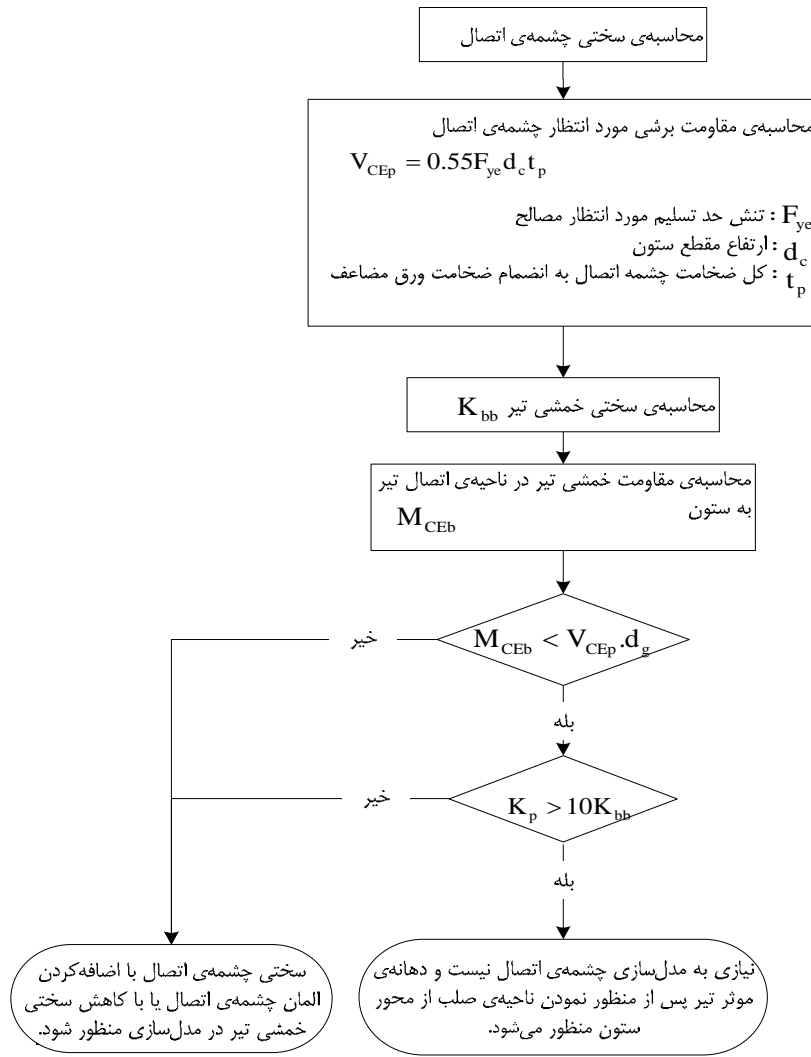 محاسبه‌ی سختی چشمه‌ی اتصال
محاسبه‌ی مقاومت برشی مورد انتظار چشمه‌ی اتصال
V_CEp = 0.55F_ye d_c t_p
F_ye : تنش حد تسلیم مورد انتظار مصالح
d_c : ارتفاع مقطع ستون
t_p : کل ضخامت چشمه اتصال به انضمام ضخامت ورق مضاعف
محاسبه‌ی سختی خمشی تیر K_bb
محاسبه‌ی مقاومت خمشی تیر در ناحیه‌ی اتصال تیر
به ستون M_CEb
M_CEb < V_CEp.d_g
خیر
بله
K_p > 10K_bb
خیر
بله
نیازی به مدل‌سازی چشمه‌ی اتصال نیست و دهانه‌ی
موثر تیر پس از منظور نمودن ناحیه‌ی صلب از محور
ستون منظور می‌شود.
سختی چشمه‌ی اتصال با اضافه‌کردن
المان چشمه‌ی اتصال یا با کاهش سختی
خمشی تیر در مدل‌سازی منظور شود.